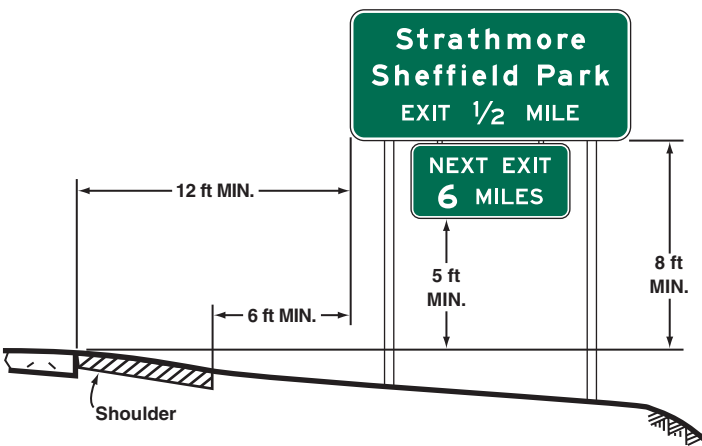 Strathmore
Sheffield Park
EXIT 1/2 MILE
NEXT EXIT
6 MILES
12 ft MIN.
5 ft
MIN.
8 ft
MIN.
6 ft MIN.
Shoulder